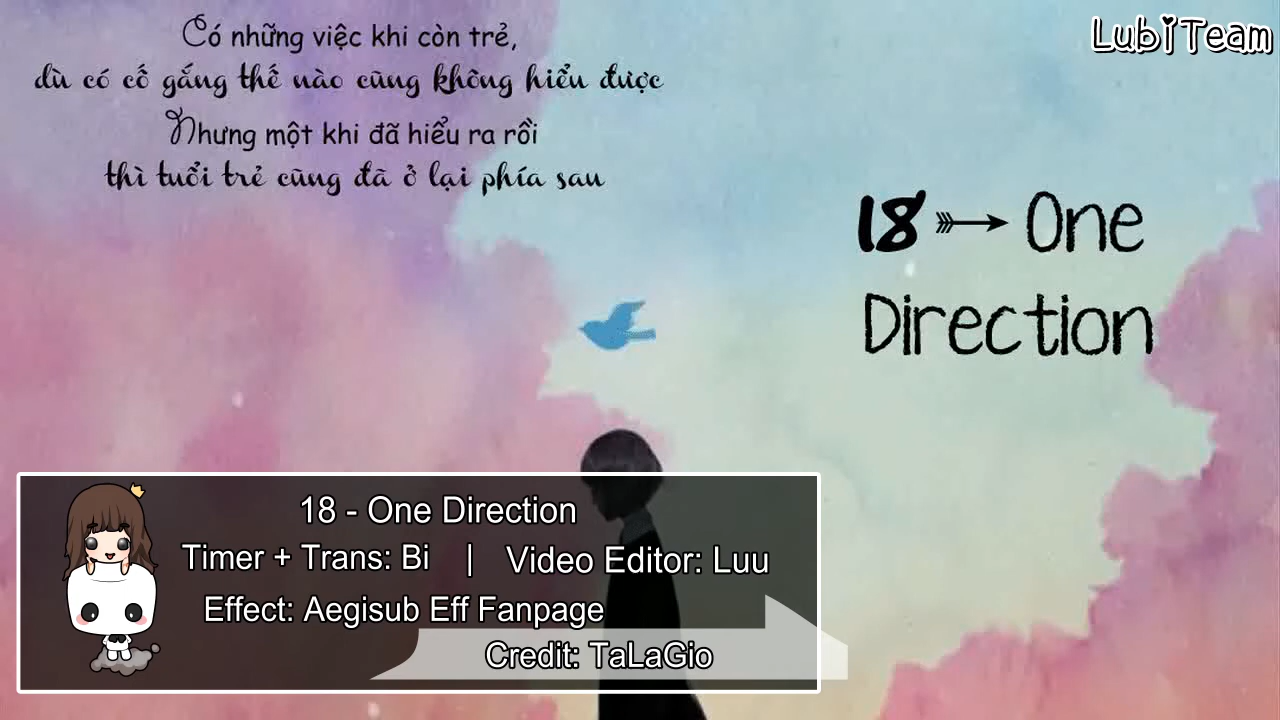 Có những việc khi còn trẻ,
dù có cố gắng thế nào cũng không hiểu được
Nhưng một khi đã hiểu ra rồi
thì tuổi trẻ cũng đã ở lại phía sau
LubiTeam
18 One
Direction
18 - One Direction
Timer + Trans: Bi | Video Editor: Luu
Effect: Aegisub Eff Fanpage
Credit: TaLaGio